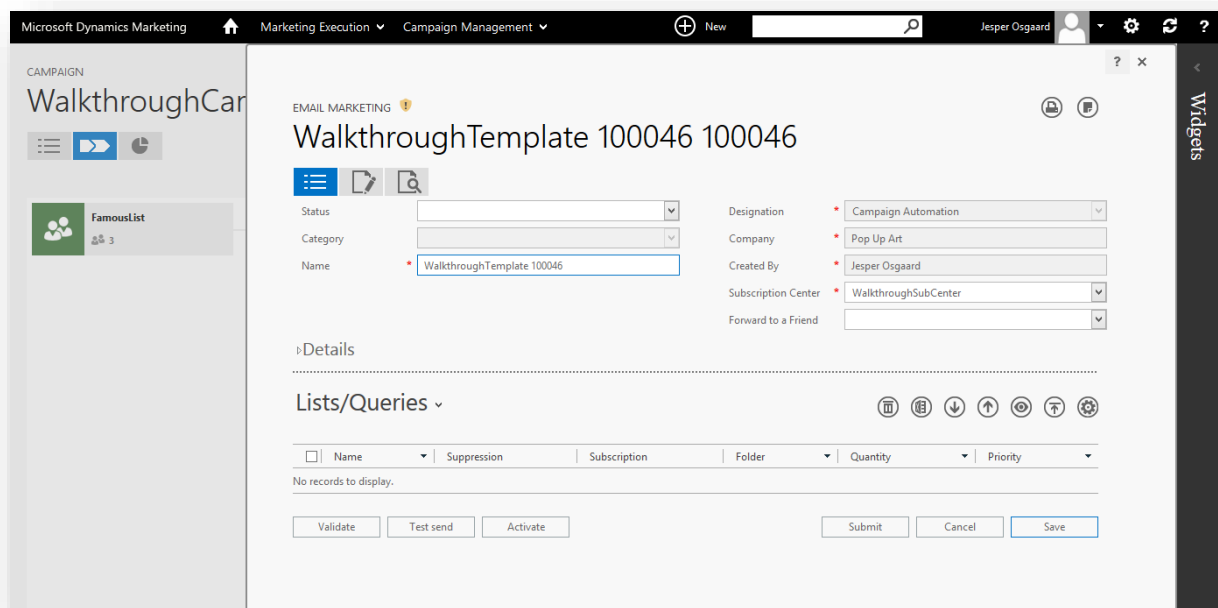 Microsoft Dynamics Marketing Marketing Execution Campaign Management New Jesper Osgaard ?
CAMPAIGN
WalkthroughCar
FamousList
3
? ×
EMAIL MARKETING
WalkthroughTemplate 100046 100046
Status
Category
Name * WalkthroughTemplate 100046
Designation * Campaign Automation
Company * Pop Up Art
Created By * Jesper Osgaard
Subscription Center * WalkthroughSubCenter
Forward to a Friend
Details
Lists/Queries
Name Suppression Subscription Folder Quantity Priority
No records to display.
Validate Test send Activate Submit Cancel Save
Widgets